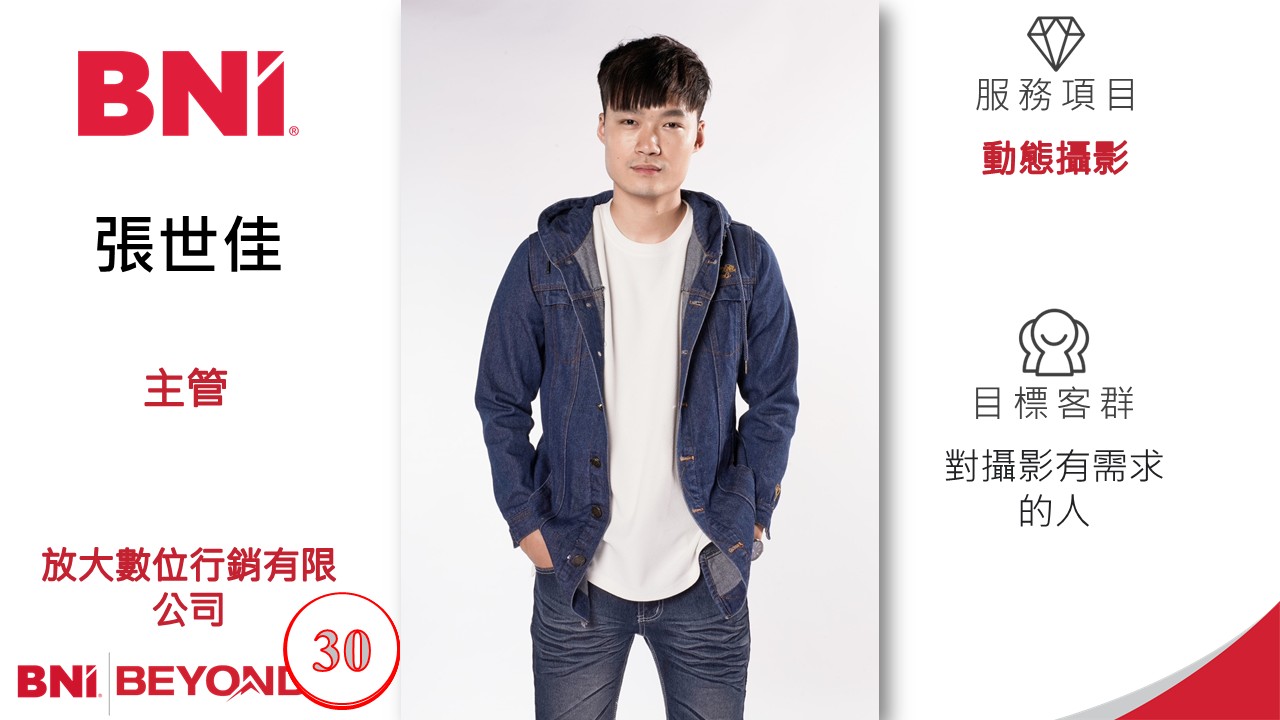 BNI®
張世佳
主管
放大數位行銷有限
公司
BNI® BEYOND
30
服務項目
動態攝影
目標客群
對攝影有需求
的人